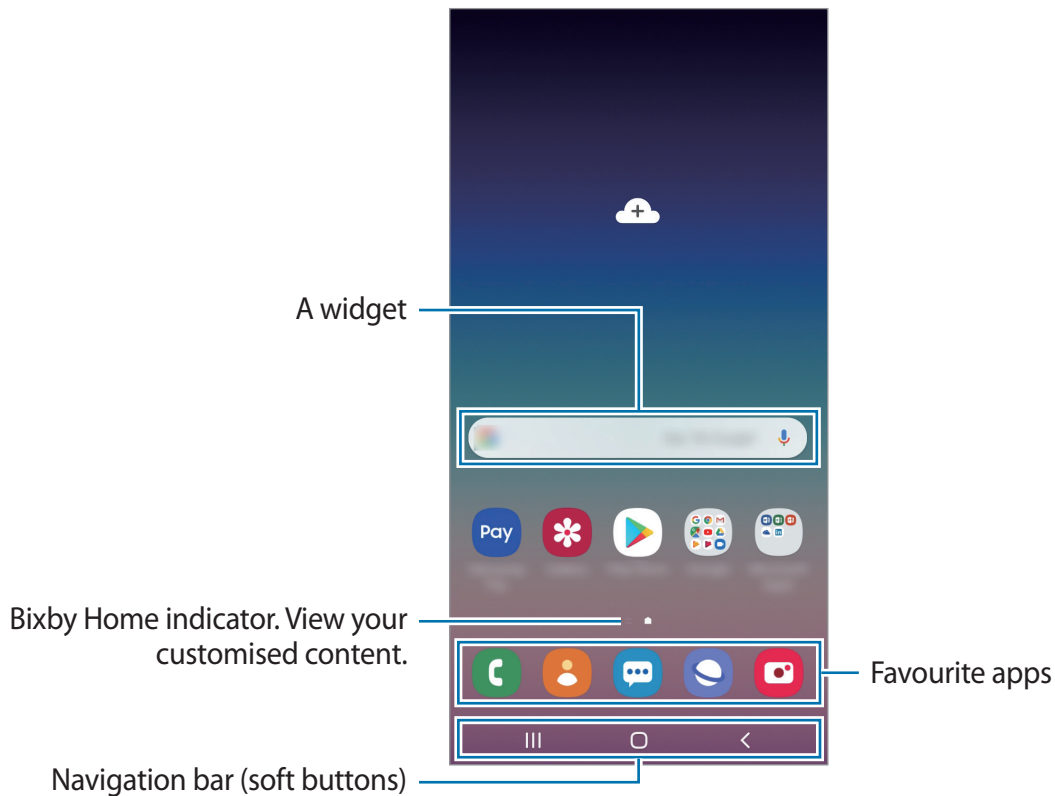 A widget
Pay
Bixby Home indicator. View your
customised content.
Favourite apps
Navigation bar (soft buttons)